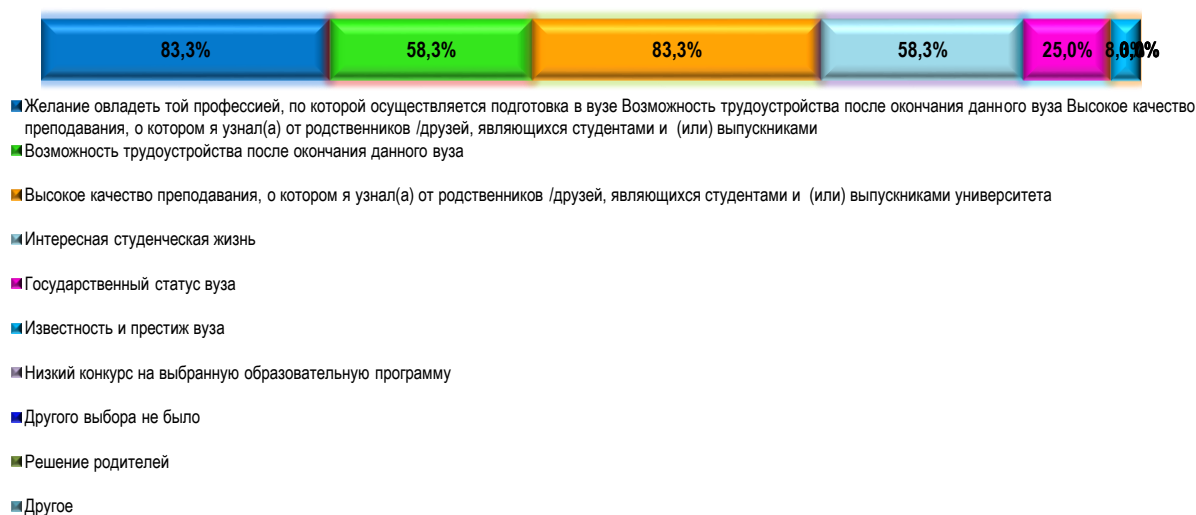 83,3% 58,3% 83,3% 58,3% 25,0%
Желание овладеть той профессией, по которой осуществляется подготовка в вузе Возможность трудоустройства после окончания данного вуза Высокое качество
преподавания, о котором я узнал(а) от родственников /друзей, являющихся студентами и (или) выпускниками
Возможность трудоустройства после окончания данного вуза
Высокое качество преподавания, о котором я узнал(а) от родственников /друзей, являющихся студентами и (или) выпускниками университета
Интересная студенческая жизнь
Государственный статус вуза
Известность и престиж вуза
Низкий конкурс на выбранную образовательную программу
Другого выбора не было
Решение родителей
Другое